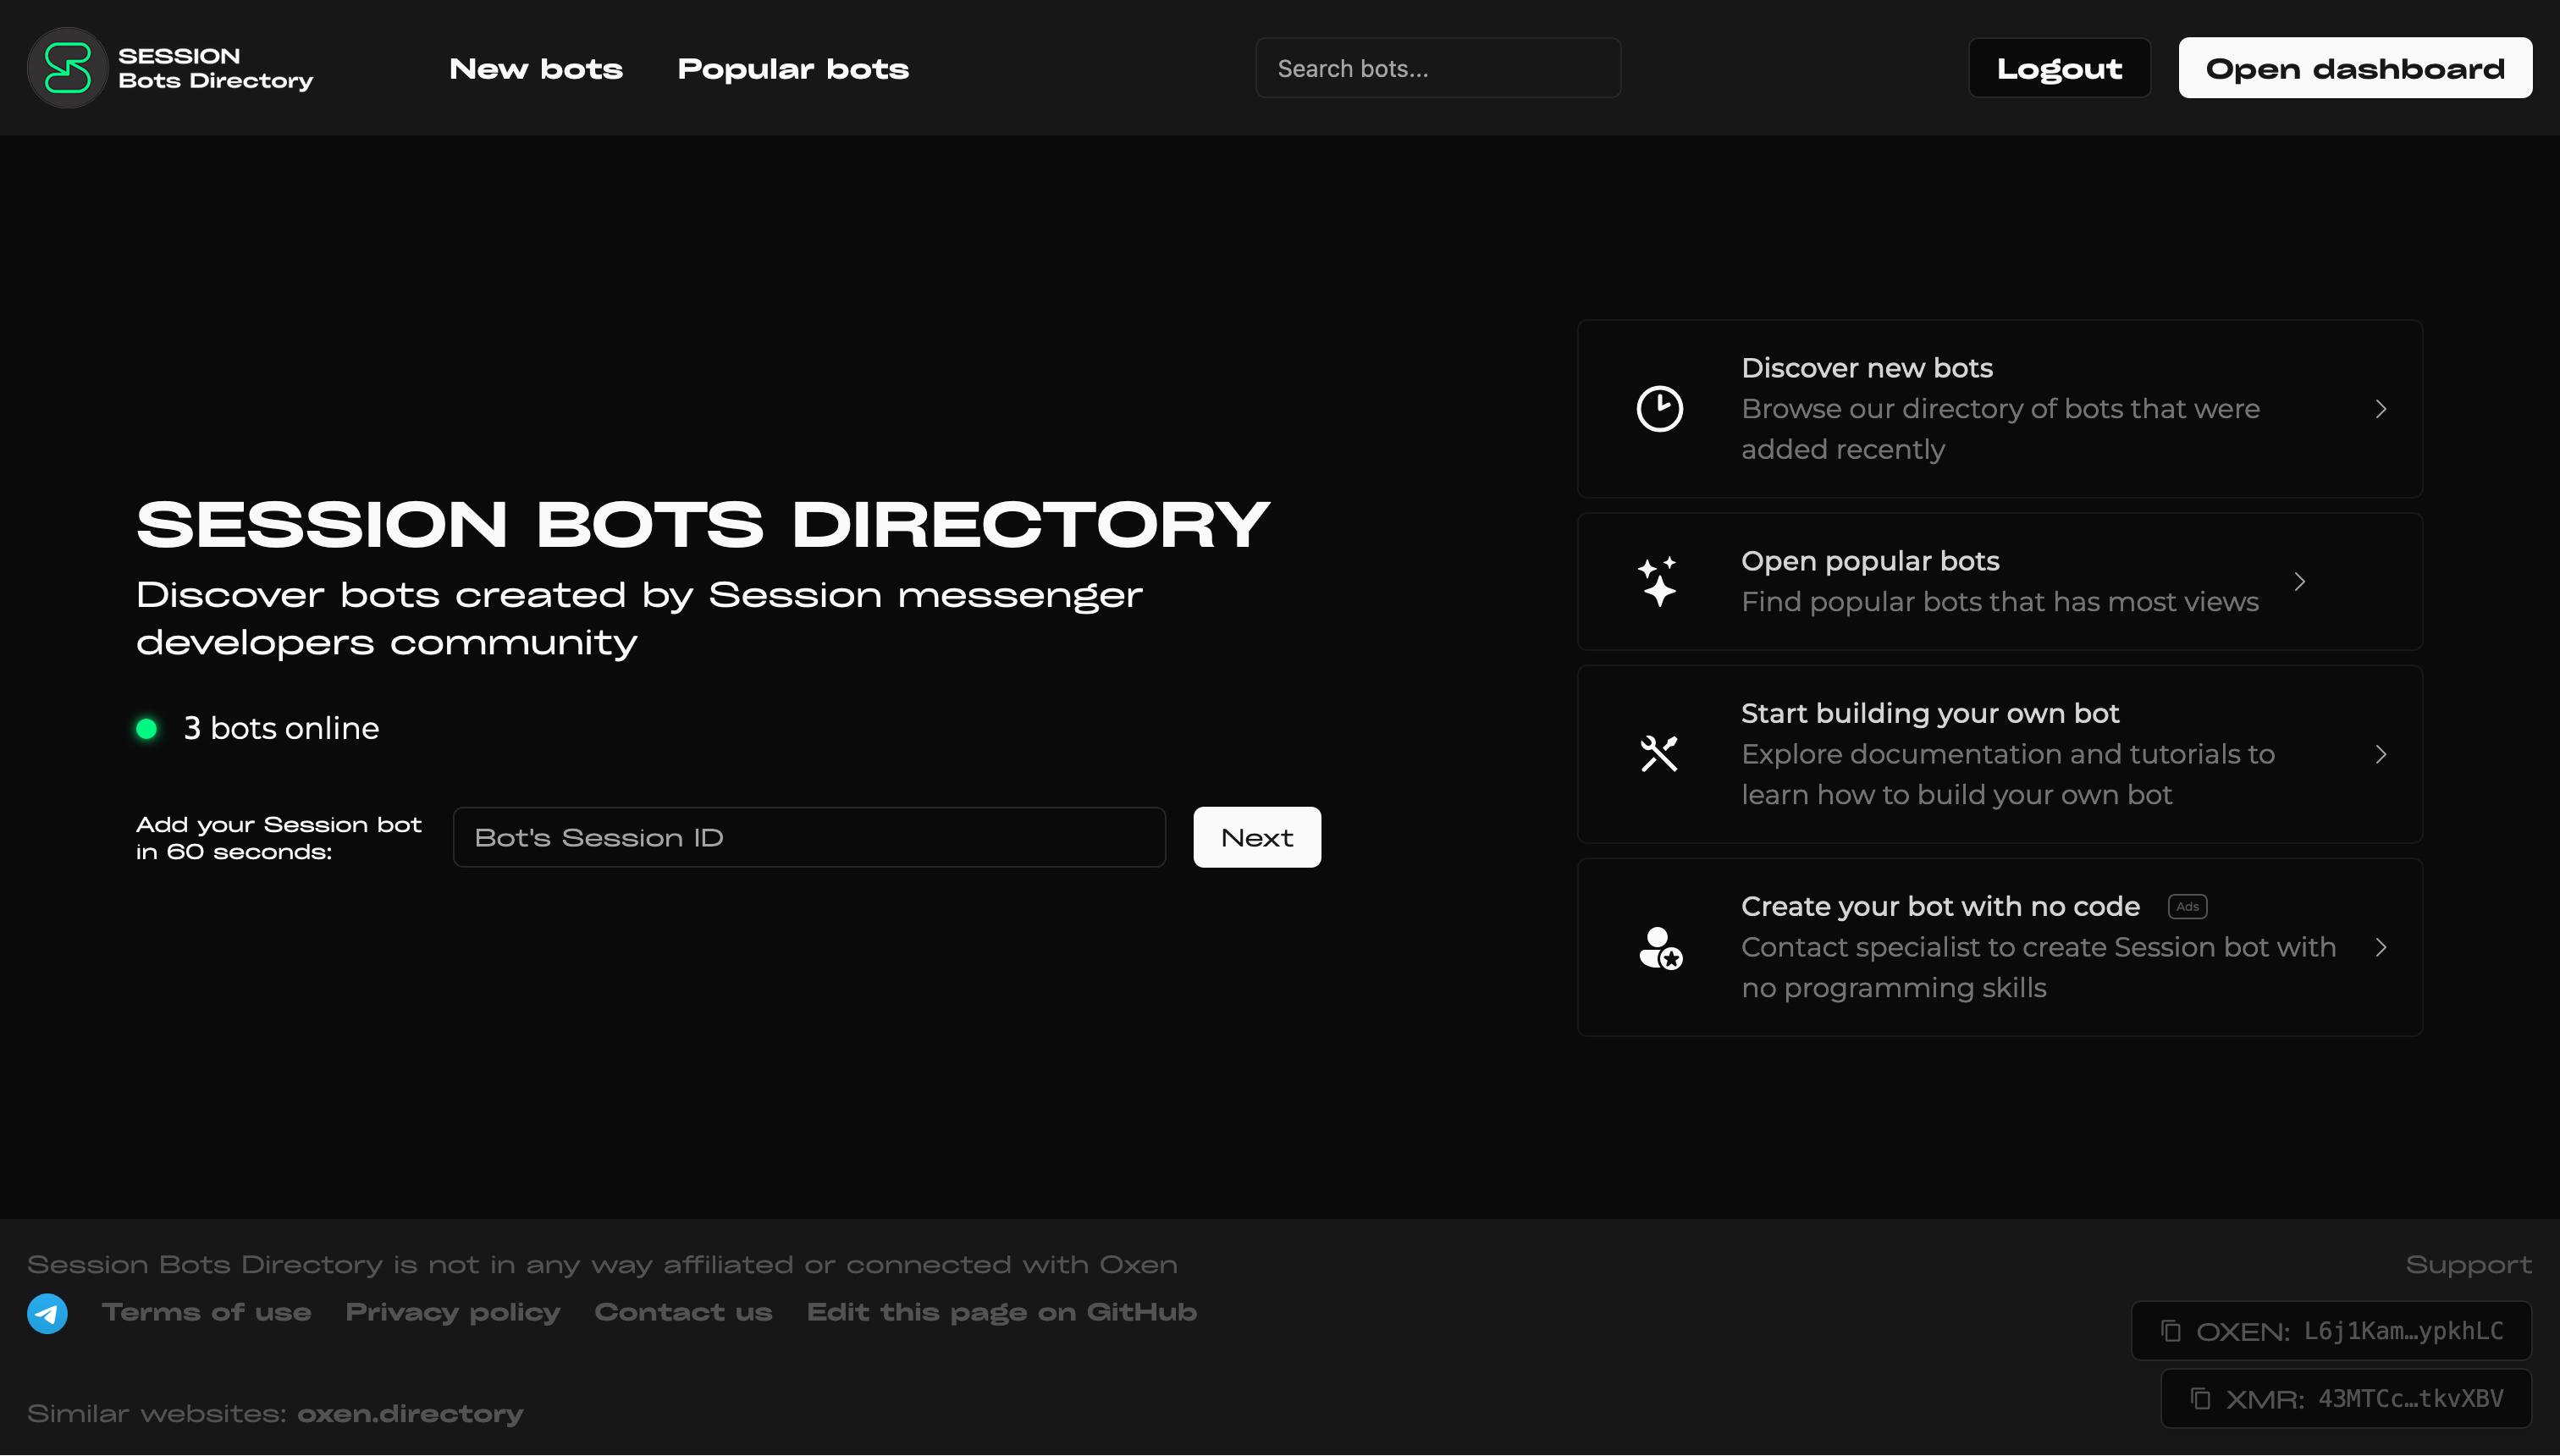 SESSION
Bots Directory
New bots
Popular bots
Search bots...
Logout
Open dashboard
SESSION BOTS DIRECTORY
Discover bots created by Session messenger
developers community
3 bots online
Add your Session bot
in 60 seconds:
Bot's Session ID
Next
Discover new bots
Browse our directory of bots that were
added recently
Open popular bots
Find popular bots that has most views
Start building your own bot
Explore documentation and tutorials to
learn how to build your own bot
Create your bot with no code
Ads
Contact specialist to create Session bot with
no programming skills
Session Bots Directory is not in any way affiliated or connected with Oxen
Terms of use
Privacy policy
Contact us
Edit this page on GitHub
Similar websites: oxen.directory
Support
OXEN: L6j1Kam…ypkhLC
XMR: 43MTCc…tkvXBV